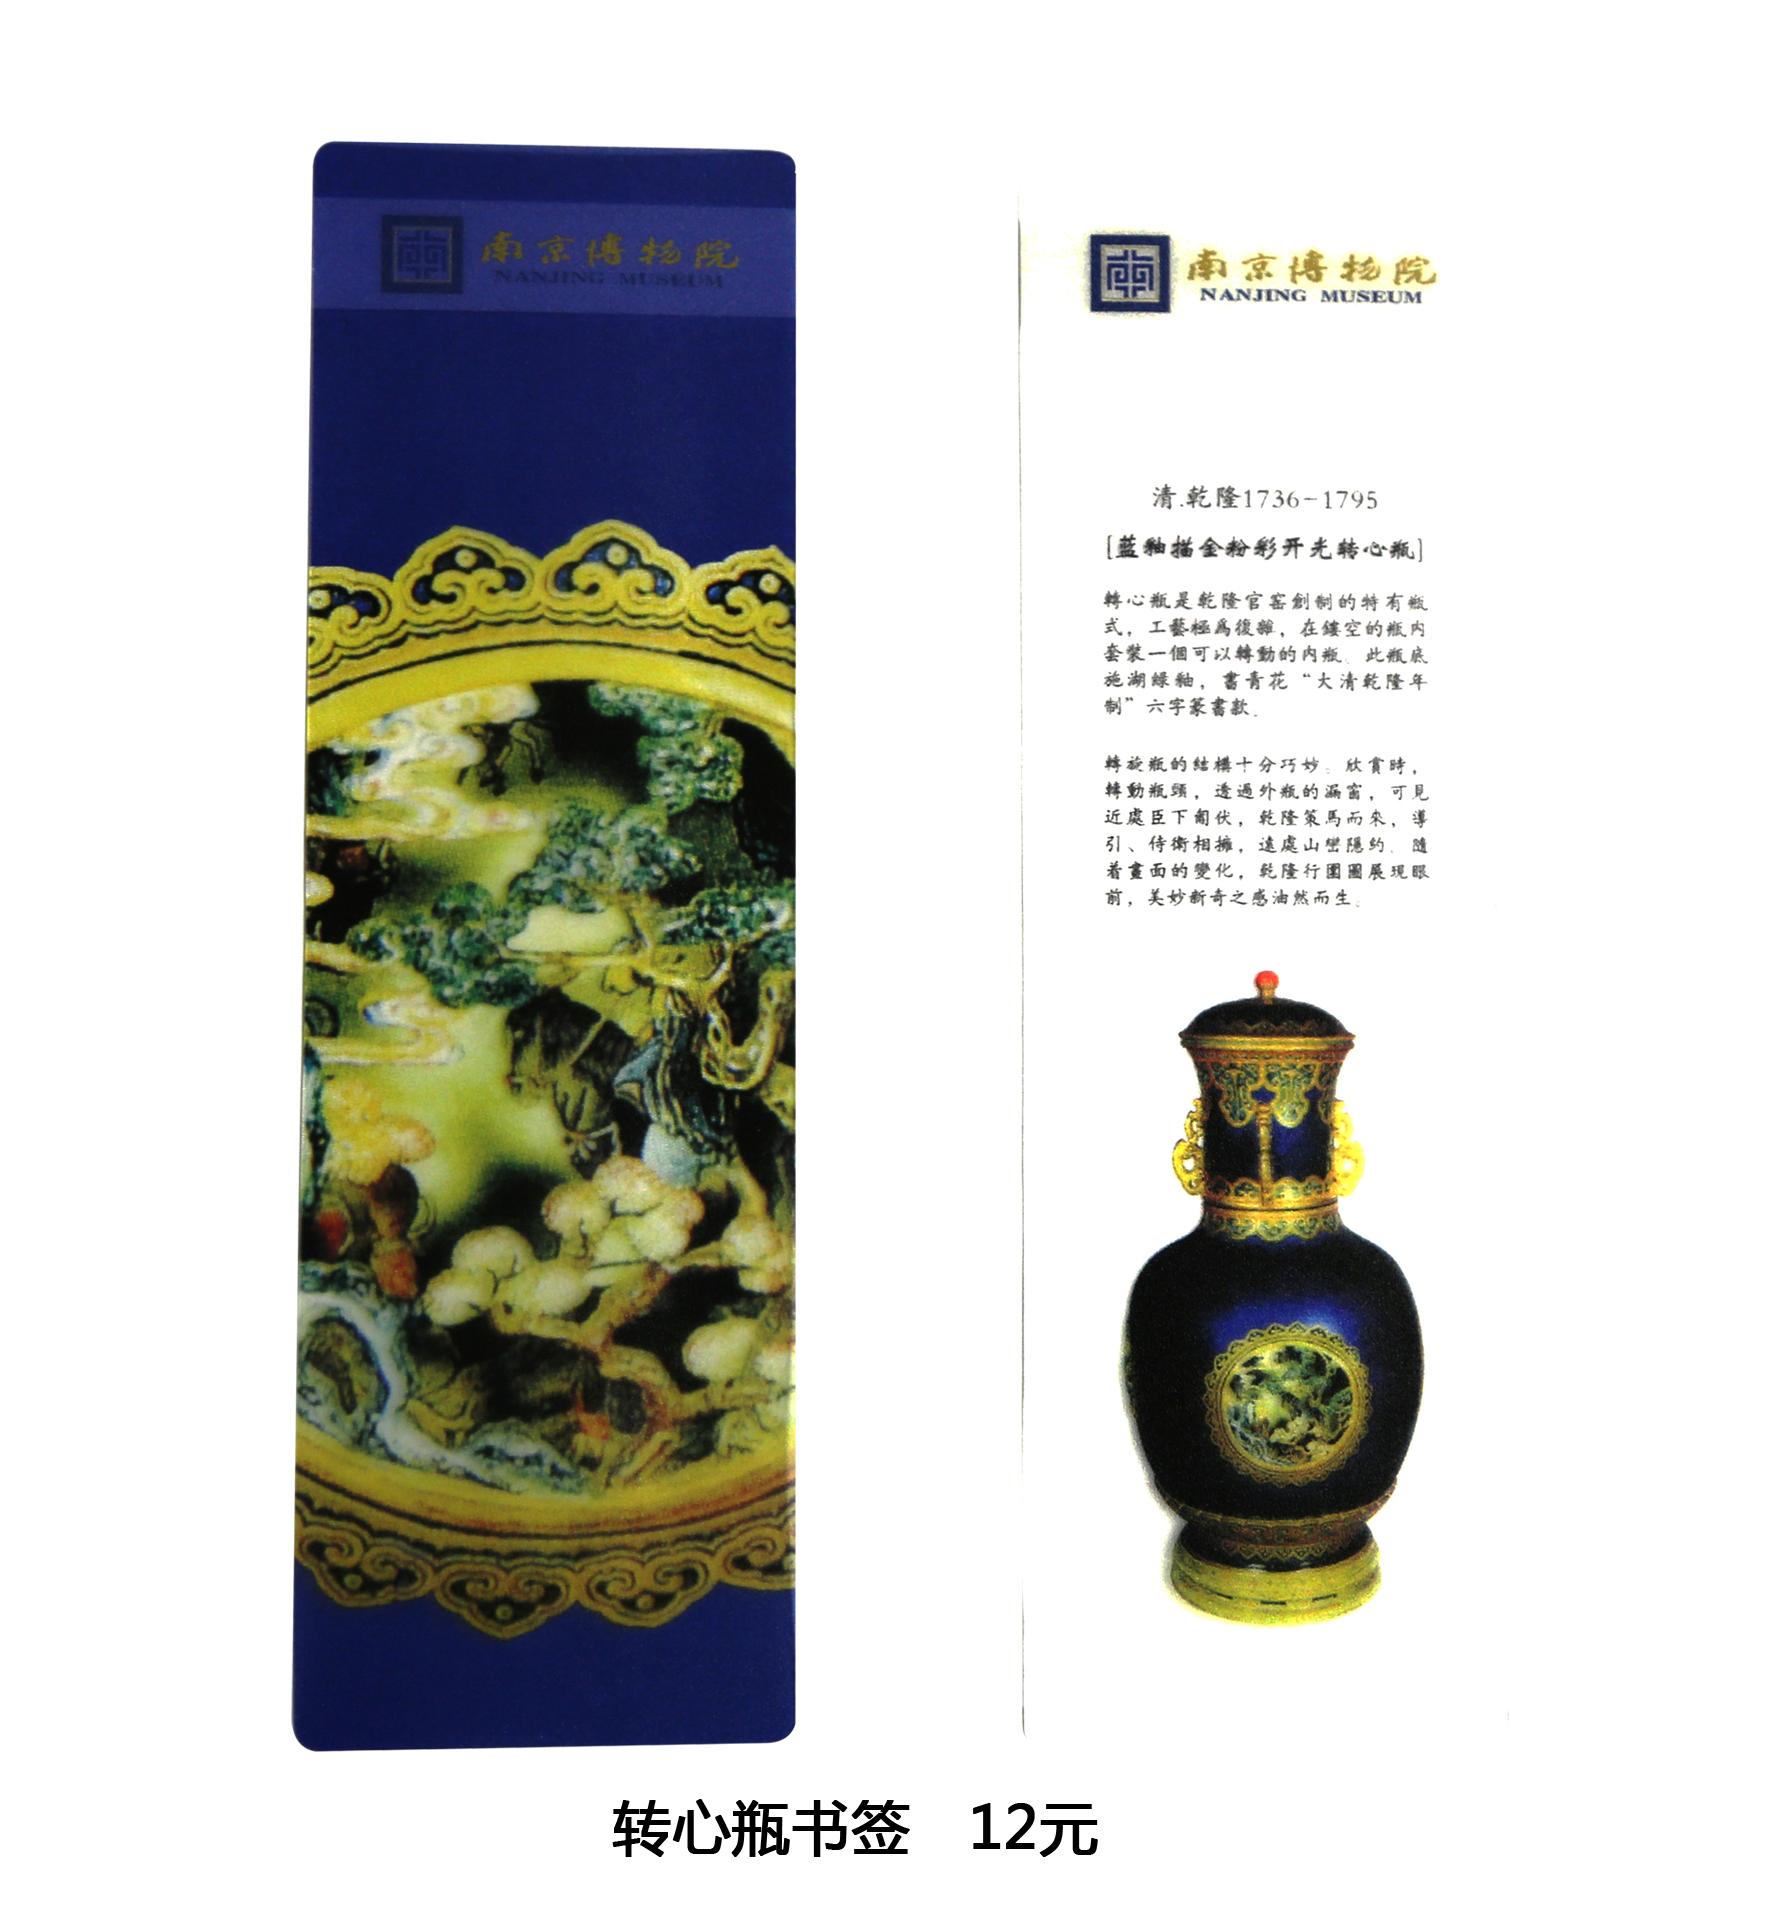 南京博物院
NANJING MUSEUM
南京博物院
NANJING MUSEUM
清.乾隆1736-1795
[蓝釉描金粉彩开光转心瓶]
轉心瓶是乾隆官窑創制的特有瓶
式，工藝極爲復雜，在鏤空的瓶内
套裝一個可以轉動的内瓶。此瓶底
施湖綠釉，書青花“大清乾隆年
制”六字篆書款。
轉旋瓶的結構十分巧妙。欣賞時，
轉動瓶頸，透過外瓶的漏窗，可見
近處臣下匍伏，乾隆策馬而來，導
引、侍衛相擁，遠處山巒隱約。隨
着畫面的變化，乾隆行圍圖展現眼
前，美妙新奇之感油然而生。
转心瓶书签 12元